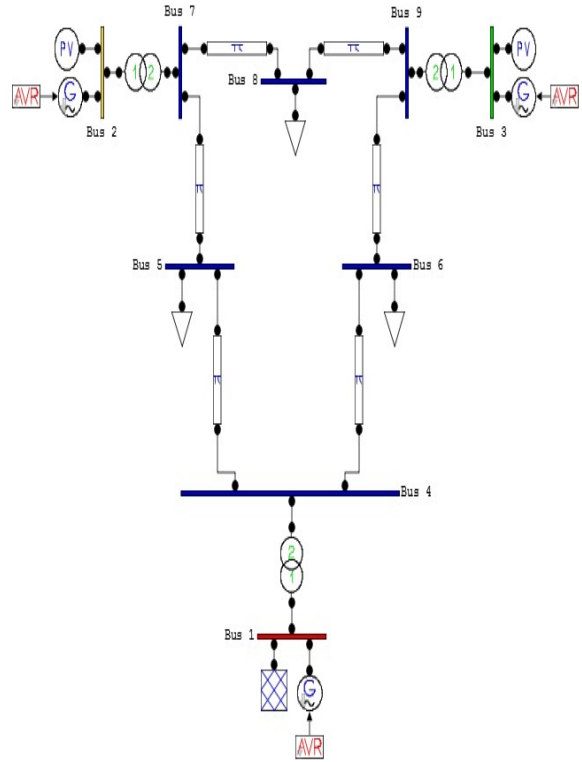 Bus 7
Bus 9
PV
1 2
π
π
2 1
PV
Bus 8
AVR
G
G
AVR
Bus 2
Bus 3
π
π
Bus 5
Bus 6
π
π
Bus 4
2
1
Bus 1
G
AVR